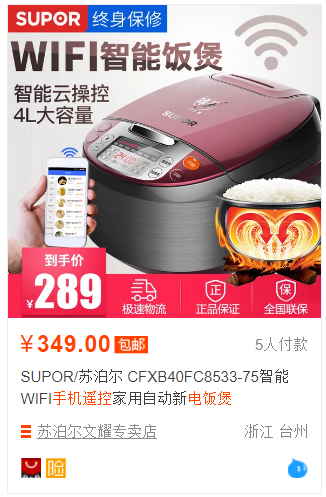 SUPOR 终身保修
WIFI智能饭煲
智能云操控
4L大容量
SUPOR
到手价
¥289
极速物流
正
正品保证
保
全国联保
¥349.00 包邮
5人付款
SUPOR/苏泊尔 CFXB40FC8533-75智能
WIFI手机遥控家用自动新电饭煲
苏泊尔文耀专卖店
浙江 台州
险